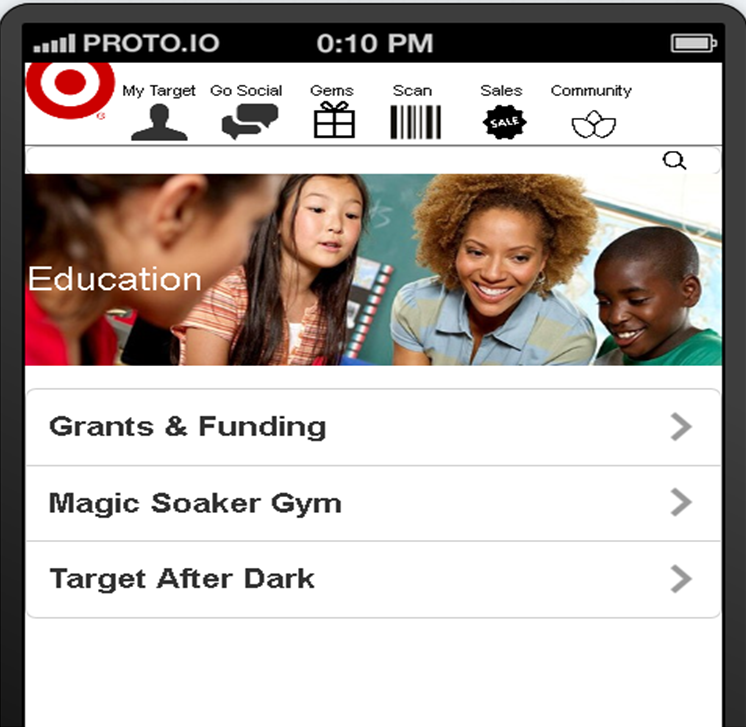 PROTO.IO 0:10 PM
My Target Go Social Gems Scan Sales Community
SALE
®
Education
Grants & Funding
Magic Soaker Gym
Target After Dark